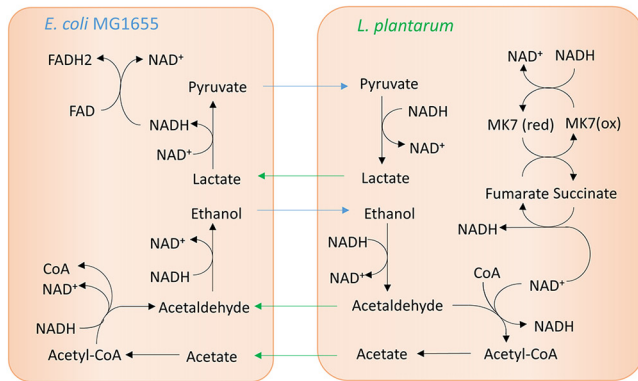 E. coli MG1655
FADH2
NAD+
Pyruvate
FAD
NADH
NAD+
Lactate
Ethanol
NAD+
CoA
NAD+
NADH
NADH
Acetaldehyde
Acetyl-CoA
Acetate
L. plantarum
NAD+
NADH
Pyruvate
NADH
MK7 (red)
MK7(ox)
NAD+
Lactate
Fumarate Succinate
Ethanol
NADH
NADH
CoA
NAD+
NAD+
Acetaldehyde
NADH
Acetate
Acetyl-CoA